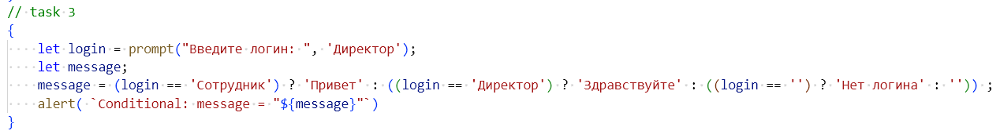 // task 3
{
    let login = prompt("Введите логин: ", 'Директор');
    let message;
    message = (login == 'Сотрудник') ? 'Привет' : ((login == 'Директор') ? 'Здравствуйте' : ((login == '') ? 'Нет логина' : '')) ;
    alert( `Conditional: message = "${message}"`)
}